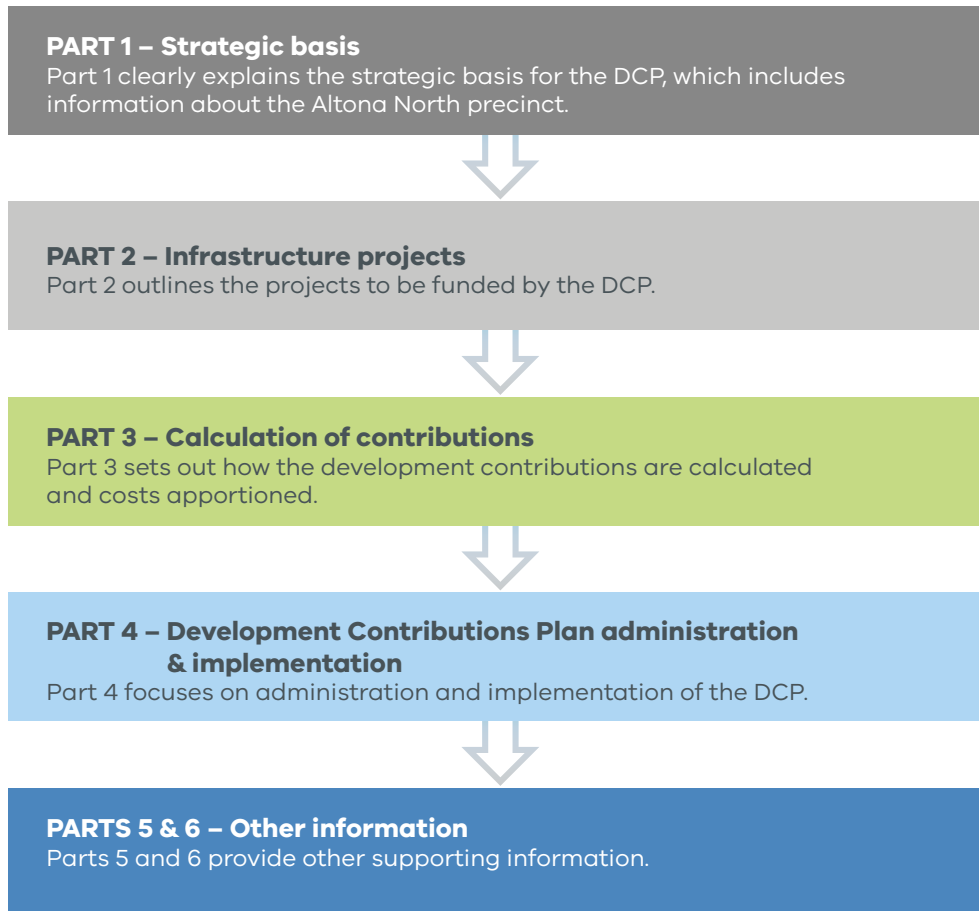 PART 1 – Strategic basis
Part 1 clearly explains the strategic basis for the DCP, which includes
information about the Altona North precinct.
PART 2 – Infrastructure projects
Part 2 outlines the projects to be funded by the DCP.
PART 3 – Calculation of contributions
Part 3 sets out how the development contributions are calculated
and costs apportioned.
PART 4 – Development Contributions Plan administration
& implementation
Part 4 focuses on administration and implementation of the DCP.
PARTS 5 & 6 – Other information
Parts 5 and 6 provide other supporting information.